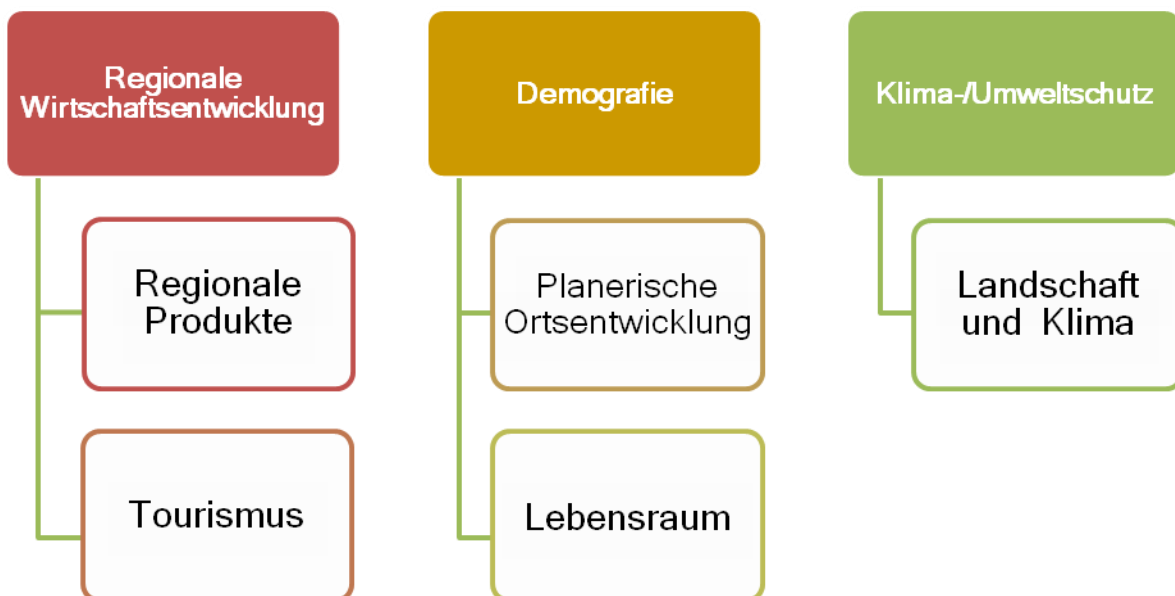 Regionale
Wirtschaftsentwicklung
Regionale
Produkte
Tourismus
Demografie
Planerische
Ortsentwicklung
Lebensraum
Klima-/Umweltschutz
Landschaft
und Klima